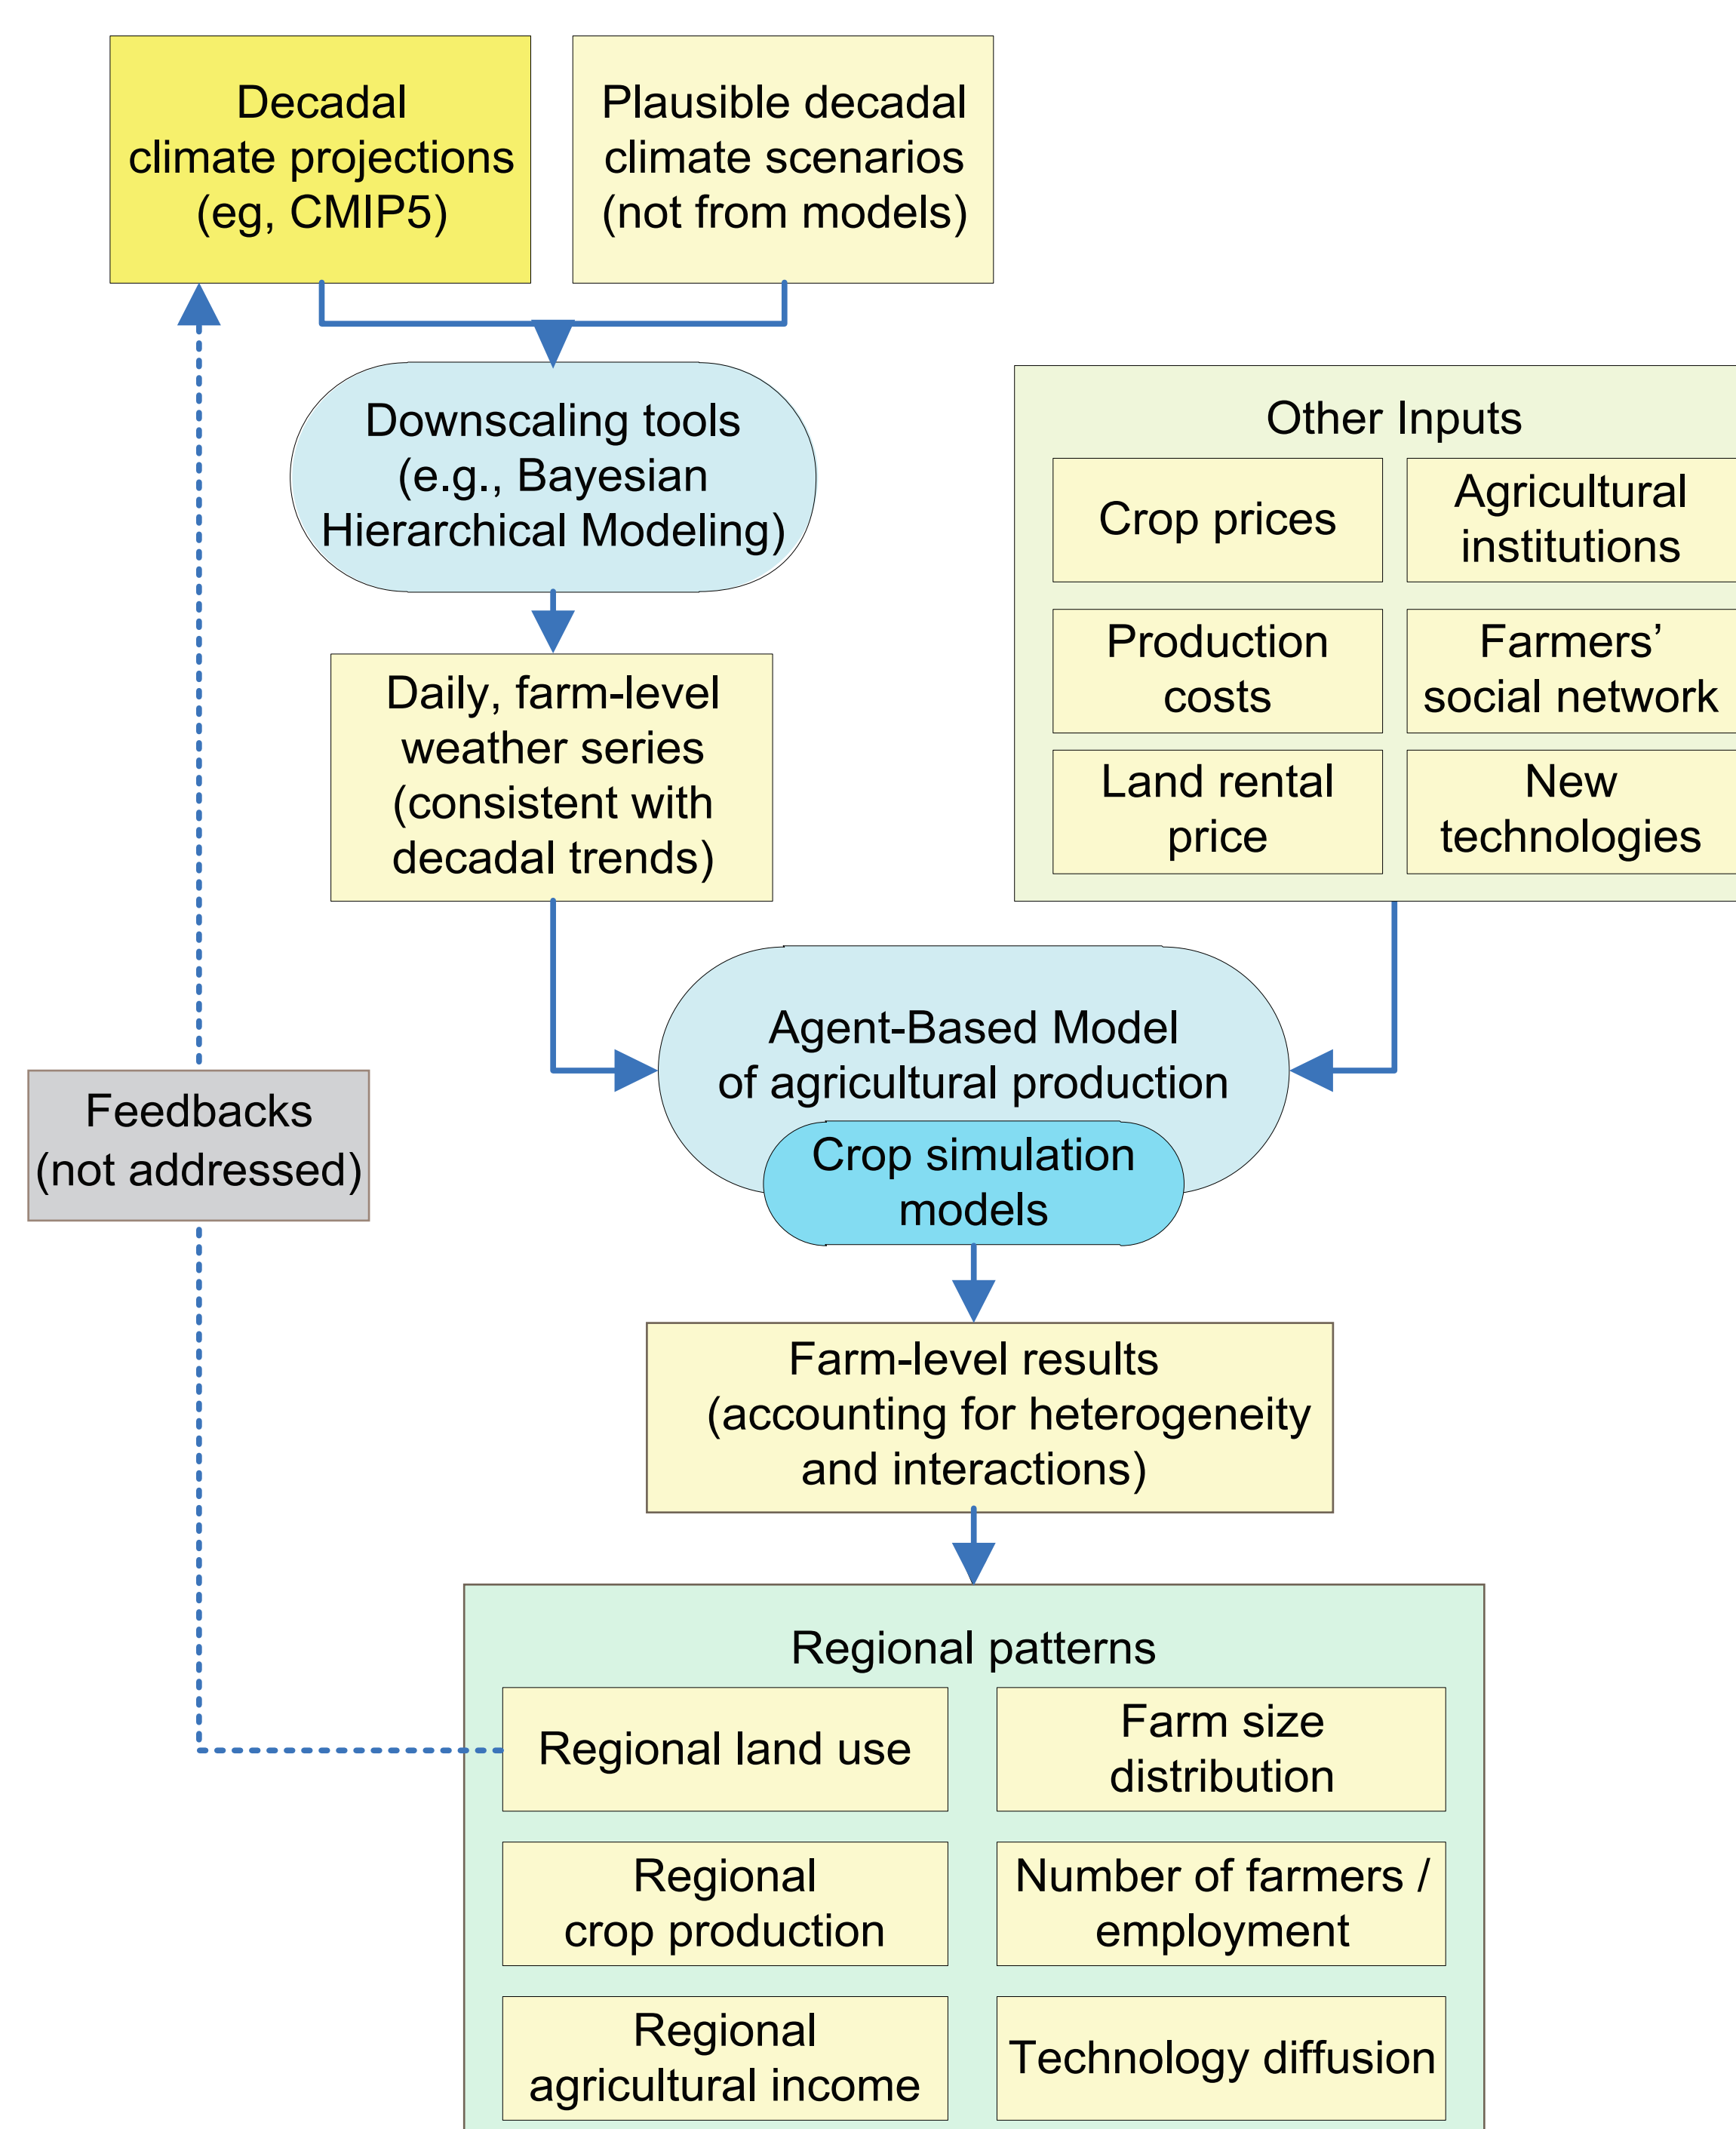 Decadal
climate projections
(eg, CMIP5)
Plausible decadal
climate scenarios
(not from models)
Downscaling tools
(e.g., Bayesian
Hierarchical Modeling)
Other Inputs
Crop prices
Agricultural
institutions
Production
costs
Farmers’
social network
Land rental
price
New
technologies
Daily, farm-level
weather series
(consistent with
decadal trends)
Agent-Based Model
of agricultural production
Crop simulation
models
Feedbacks
(not addressed)
Farm-level results
(accounting for heterogeneity
and interactions)
Regional patterns
Regional land use
Farm size
distribution
Regional
crop production
Number of farmers /
employment
Regional
agricultural income
Technology diffusion